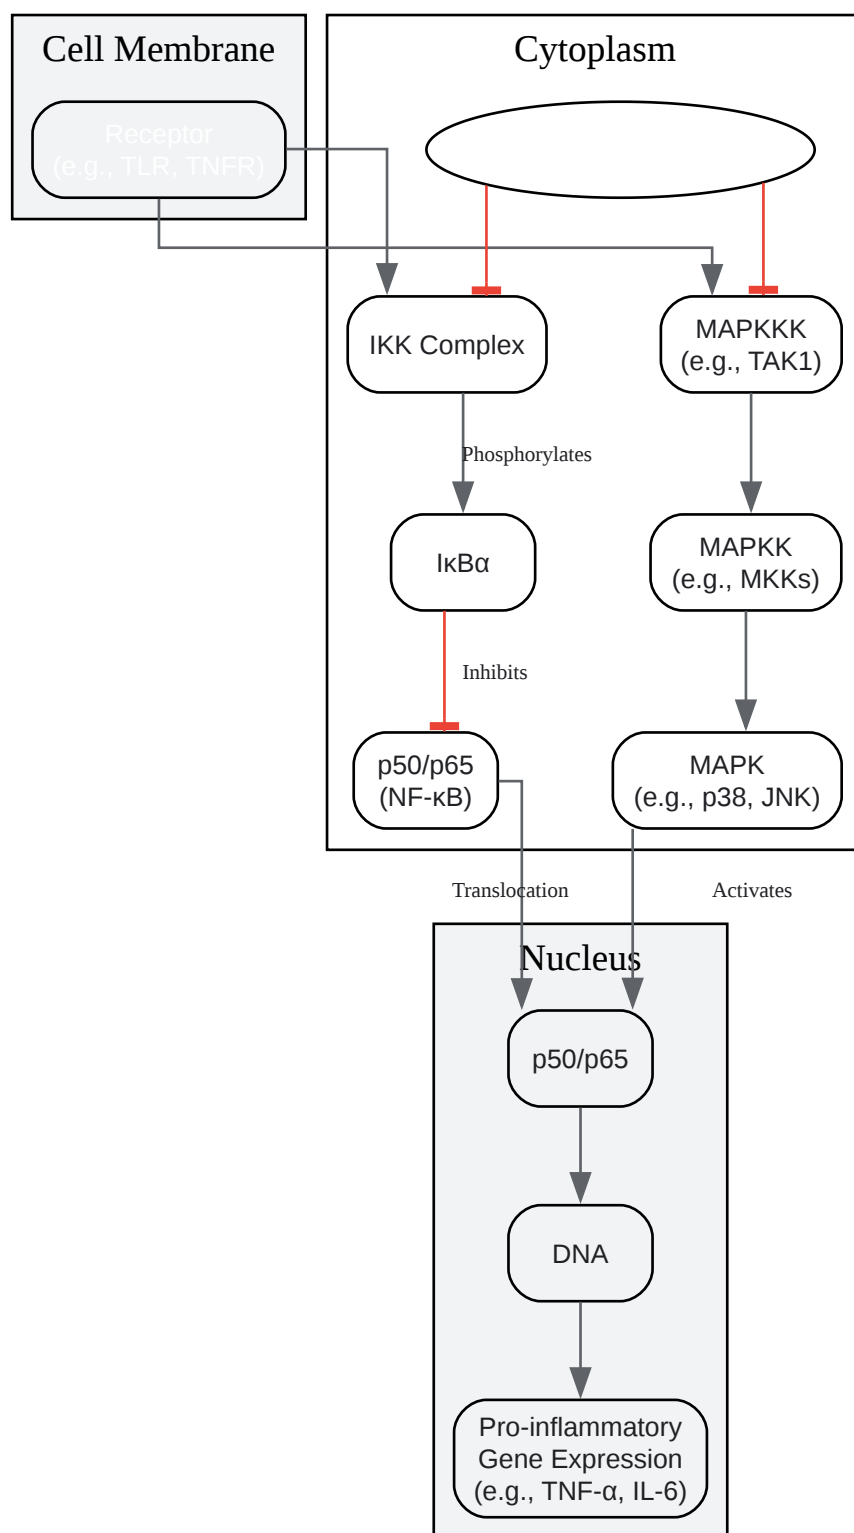 Cell Membrane
Cytoplasm
Receptor
(e.g., TLR, TNFR)
IKK Complex
MAPKKK
(e.g., TAK1)
Phosphorylates
IκBα
MAPKK
(e.g., MKKs)
Inhibits
p50/p65
(NF-κB)
MAPK
(e.g., p38, JNK)
Translocation
Activates
Nucleus
p50/p65
DNA
Pro-inflammatory
Gene Expression
(e.g., TNF-α, IL-6)